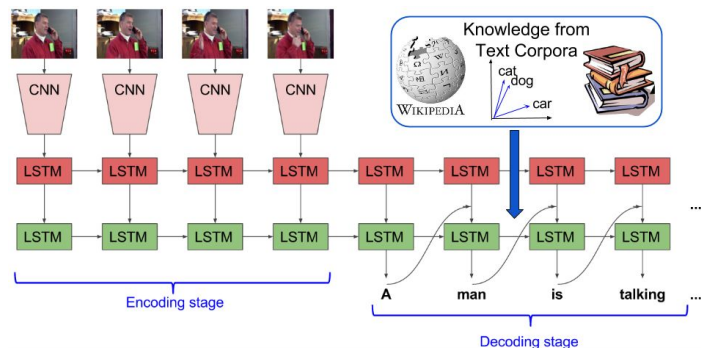 Knowledge from
Text Corpora
cat
dog
car
WIKIPEDIA
CNN CNN CNN CNN
LSTM LSTM LSTM LSTM LSTM LSTM LSTM LSTM
...
LSTM LSTM LSTM LSTM LSTM LSTM LSTM LSTM
A man is talking ...
Encoding stage
Decoding stage